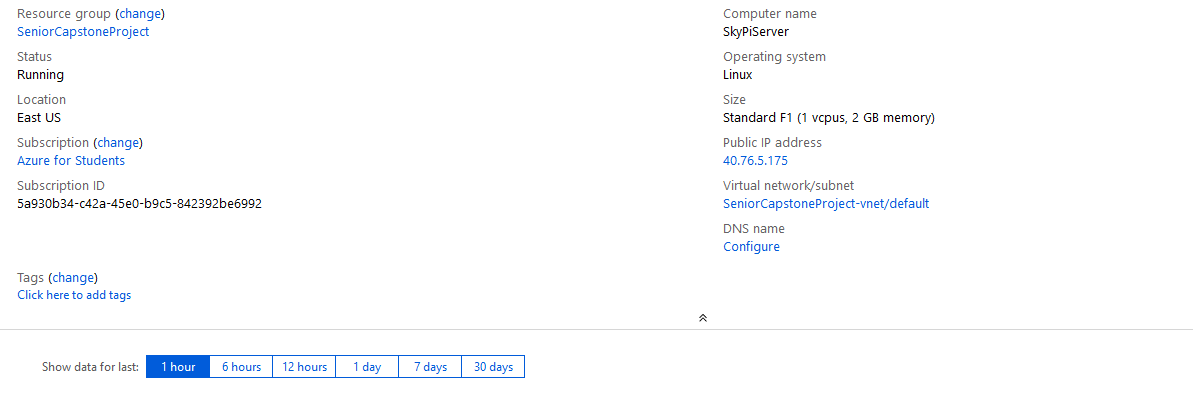 Resource group (change)
SeniorCapstoneProject
Status
Running
Location
East US
Subscription (change)
Azure for Students
Subscription ID
5a930b34-c42a-45e0-b9c5-842392be6992
Tags (change)
Click here to add tags
Computer name
SkyPiServer
Operating system
Linux
Size
Standard F1 (1 vcpus, 2 GB memory)
Public IP address
40.76.5.175
Virtual network/subnet
SeniorCapstoneProject-vnet/default
DNS name
Configure
Show data for last: 1 hour 6 hours 12 hours 1 day 7 days 30 days